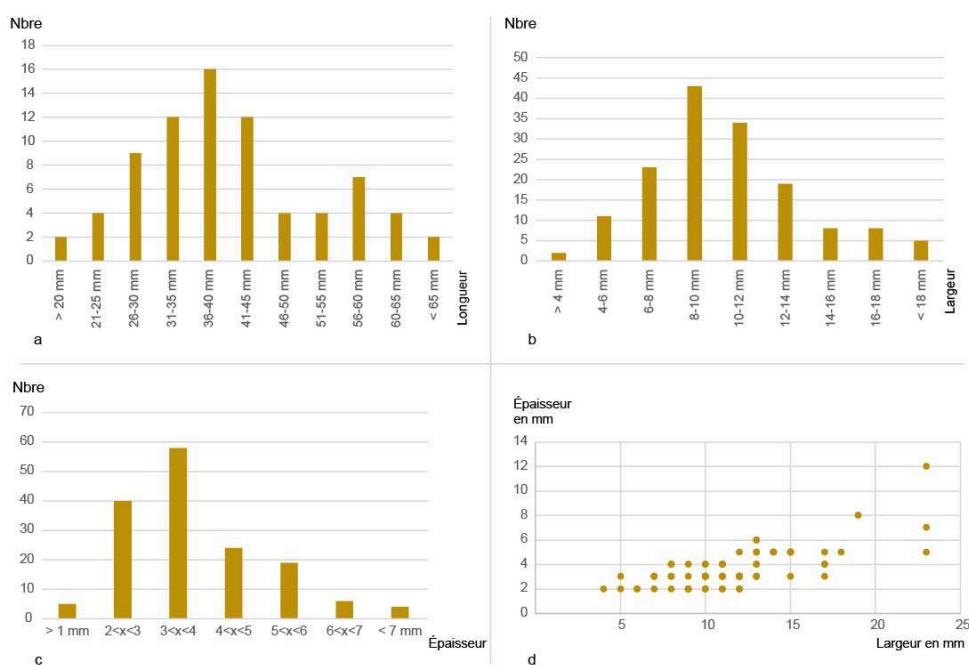 Nbre
18
16
14
12
10
8
6
4
2
0
> 20 mm
21-25 mm
26-30 mm
31-35 mm
36-40 mm
41-45 mm
46-50 mm
51-55 mm
56-60 mm
60-65 mm
< 65 mm
Longueur
a
Nbre
50
45
40
35
30
25
20
15
10
5
0
> 4 mm
4-6 mm
6-8 mm
8-10 mm
10-12 mm
12-14 mm
14-16 mm
16-18 mm
< 18 mm
Largeur
b
Nbre
70
60
50
40
30
20
10
0
> 1 mm 2<x<3 3<x<4 4<x<5 5<x<6 6<x<7 < 7 mm
Épaisseur
c
Épaisseur
en mm
14
12
10
8
6
4
2
0
5 10 15 20 25
Largeur en mm
d